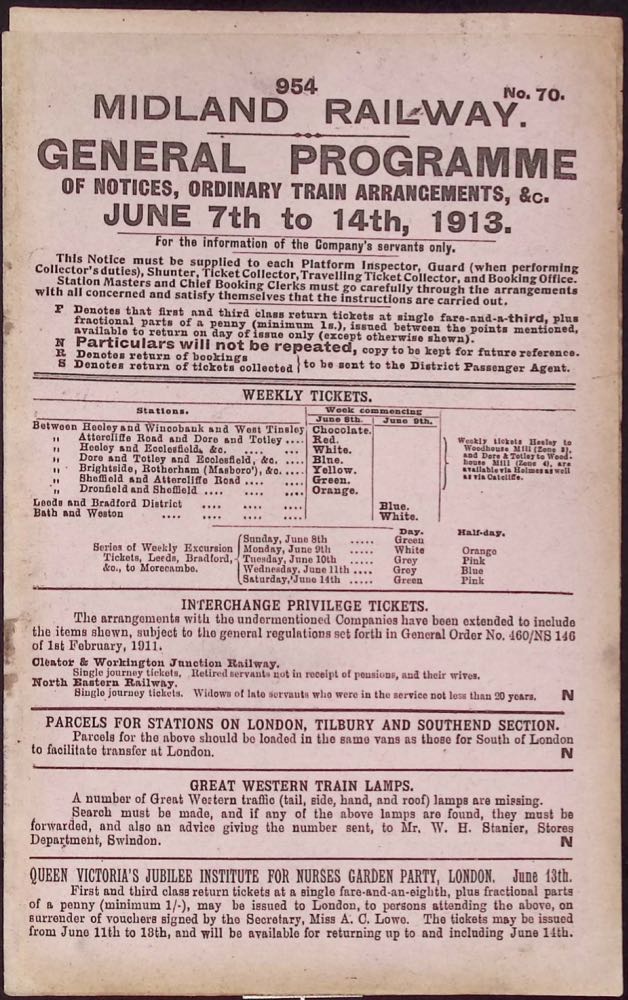 954
No. 70.
MIDLAND RAILWAY.
GENERAL PROGRAMME
OF NOTICES, ORDINARY TRAIN ARRANGEMENTS, &c.
JUNE 7th to 14th, 1913.
For the information of the Company's servants only.
This Notice must be supplied to each Platform Inspector, Guard (when performing
Collector's duties), Shunter, Ticket Collector, Travelling Ticket Collector, and Booking Office.
Station Masters and Chief Booking Clerks must go carefully through the arrangements
with all concerned and satisfy themselves that the instructions are carried out.
F Denotes that first and third class return tickets at single fare-and-a-third, plus
fractional parts of a penny (minimum 1s.), issued between the points mentioned,
available to return on day of issue only (except otherwise shewn).
N Particulars will not be repeated, copy to be kept for future reference.
R Denotes return of bookings
S Denotes return of tickets collected } to be sent to the District Passenger Agent.
WEEKLY TICKETS.
Stations. Week commencing
June 8th. June 9th.
Between Heeley and Wincobank and West Tinsley Chocolate.
" Attercliffe Road and Dore and Totley .... Red.
" Heeley and Ecclesfield, &c. .... .... White.
" Dore and Totley and Ecclesfield, &c. .... Blue.
" Brightside, Rotherham (Masboro'), &c. .... Yellow.
" Sheffield and Attercliffe Road .... .... Green.
" Dronfield and Sheffield .... .... .... Orange.
Weekly tickets Heeley to
Woodhouse Mill (Zone 3),
and Dore & Totley to Wood-
house Mill (Zone 4), are
available via Holmes as well
as via Catcliffe.
Leeds and Bradford District .... .... .... Blue.
Bath and Weston .... .... .... .... White.
Day. Half-day.
Series of Weekly Excursion
Tickets, Leeds, Bradford,
&c., to Morecambe.
Sunday, June 8th ..... Green
Monday, June 9th ..... White Orange
Tuesday, June 10th ..... Grey Pink
Wednesday, June 11th .... Grey Blue
Saturday, June 14th ..... Green Pink
INTERCHANGE PRIVILEGE TICKETS.
The arrangements with the undermentioned Companies have been extended to include
the items shewn, subject to the general regulations set forth in General Order No. 460/NS 146
of 1st February, 1911.
Cleator & Workington Junction Railway.
Single journey tickets. Retired servants not in receipt of pensions, and their wives.
North Eastern Railway.
Single journey tickets. Widows of late servants who were in the service not less than 20 years. N
PARCELS FOR STATIONS ON LONDON, TILBURY AND SOUTHEND SECTION.
Parcels for the above should be loaded in the same vans as those for South of London
to facilitate transfer at London. N
GREAT WESTERN TRAIN LAMPS.
A number of Great Western traffic (tail, side, hand, and roof) lamps are missing.
Search must be made, and if any of the above lamps are found, they must be
forwarded, and also an advice giving the number sent, to Mr. W. H. Stanier, Stores
Department, Swindon. N
QUEEN VICTORIA'S JUBILEE INSTITUTE FOR NURSES GARDEN PARTY, LONDON. June 13th.
First and third class return tickets at a single fare-and-an-eighth, plus fractional parts
of a penny (minimum 1/-), may be issued to London, to persons attending the above, on
surrender of vouchers signed by the Secretary, Miss A. C. Lowe. The tickets may be issued
from June 11th to 13th, and will be available for returning up to and including June 14th.